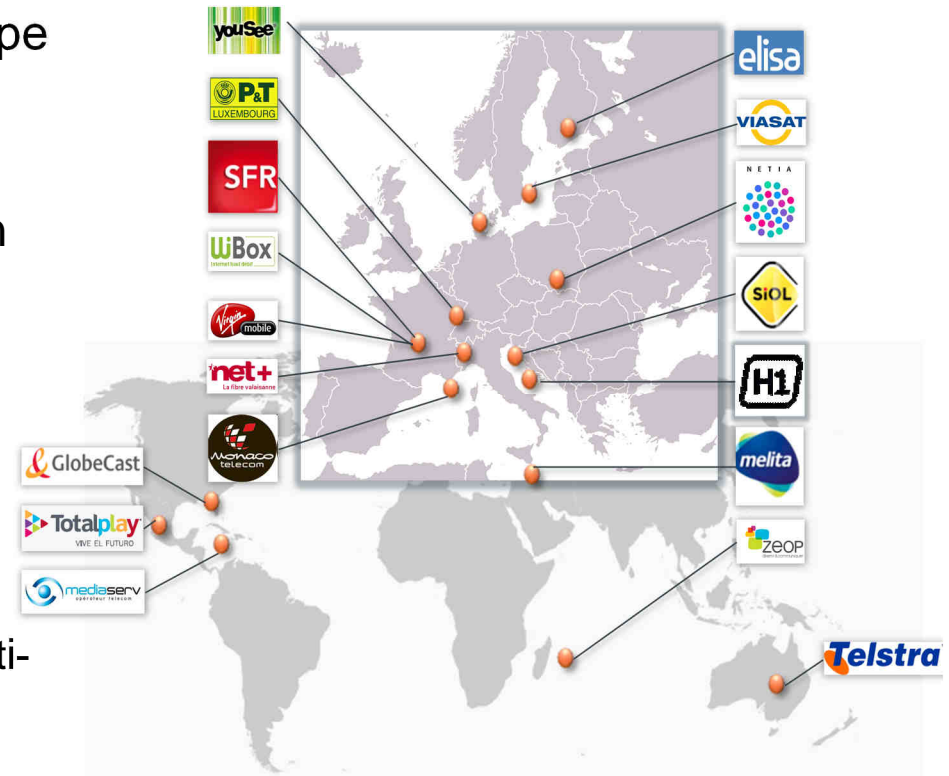 pe
youSee
elisa
P&T
LUXEMBOURG
VIASAT
SFR
NETIA
n
WiBox
SiOL
Virgin
mobile
net+
La fibre valaisanne
H1
Monaco
telecom
melita
GlobeCast
Totalplay
VIVE EL FUTURO
zeop
mediaserv
opérateur telecom
ti-
Telstra